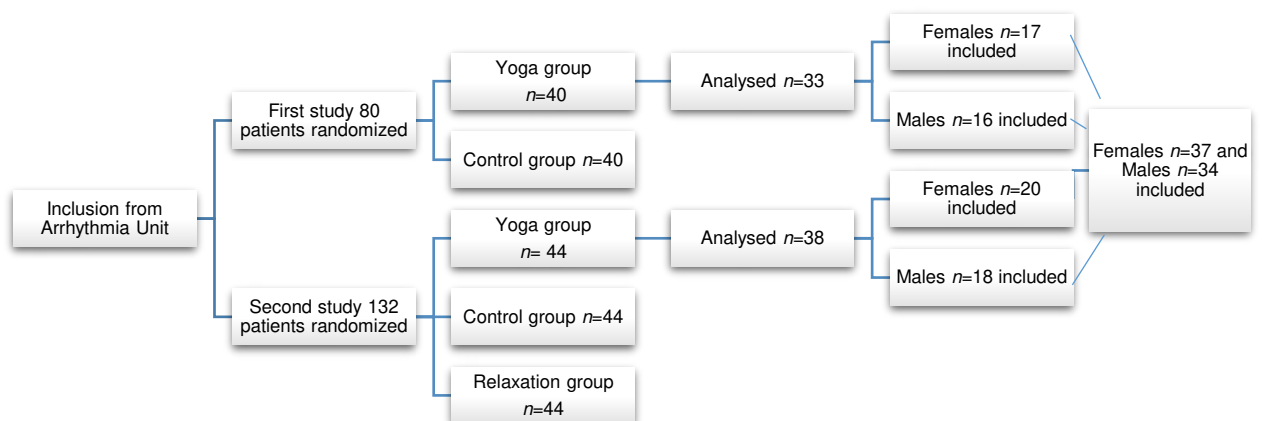 Inclusion from
Arrhythmia Unit
First study 80
patients randomized
Yoga group
n=40
Control group n=40
Analysed n=33
Females n=17
included
Males n=16 included
Second study 132
patients randomized
Yoga group
n= 44
Control group n=44
Relaxation group
n=44
Analysed n=38
Females n=20
included
Males n=18 included
Females n=37 and
Males n=34
included